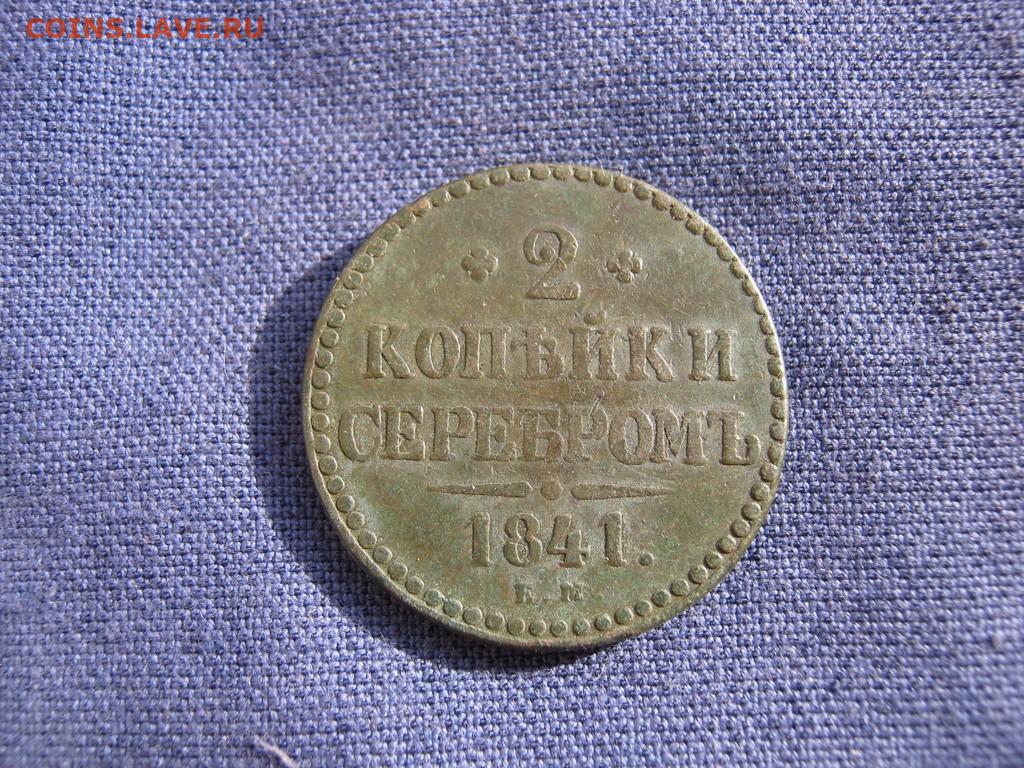 COINS.LAVE.RU
2
КОПѢЙКИ
СЕРЕБРОМЪ
1841.
Е.М